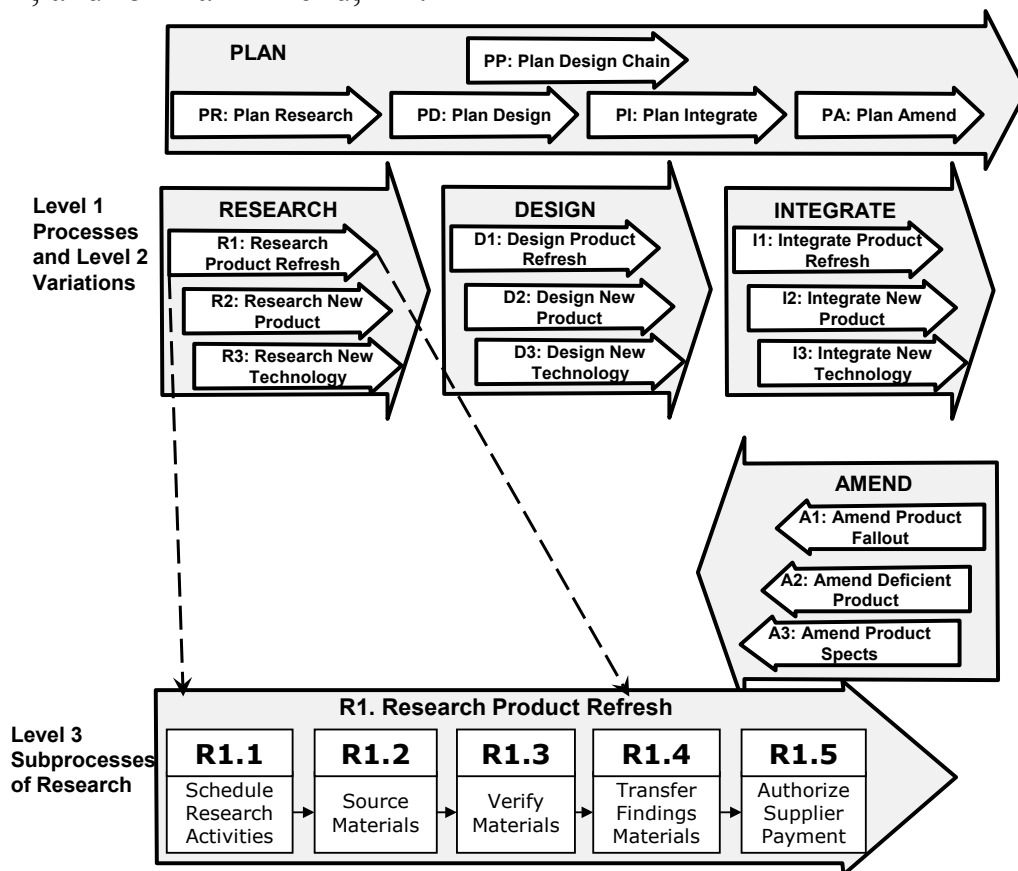 PLAN
PP: Plan Design Chain
PR: Plan Research
PD: Plan Design
PI: Plan Integrate
PA: Plan Amend
Level 1
Processes
and Level 2
Variations
RESEARCH
R1: Research
Product Refresh
R2: Research New
Product
R3: Research New
Technology
DESIGN
D1: Design Product
Refresh
D2: Design New
Product
D3: Design New
Technology
INTEGRATE
I1: Integrate Product
Refresh
I2: Integrate New
Product
I3: Integrate New
Technology
AMEND
A1: Amend Product
Fallout
A2: Amend Deficient
Product
A3: Amend Product
Spects
Level 3
Subprocesses
of Research
R1. Research Product Refresh
R1.1
Schedule
Research
Activities
R1.2
Source
Materials
R1.3
Verify
Materials
R1.4
Transfer
Findings
Materials
R1.5
Authorize
Supplier
Payment